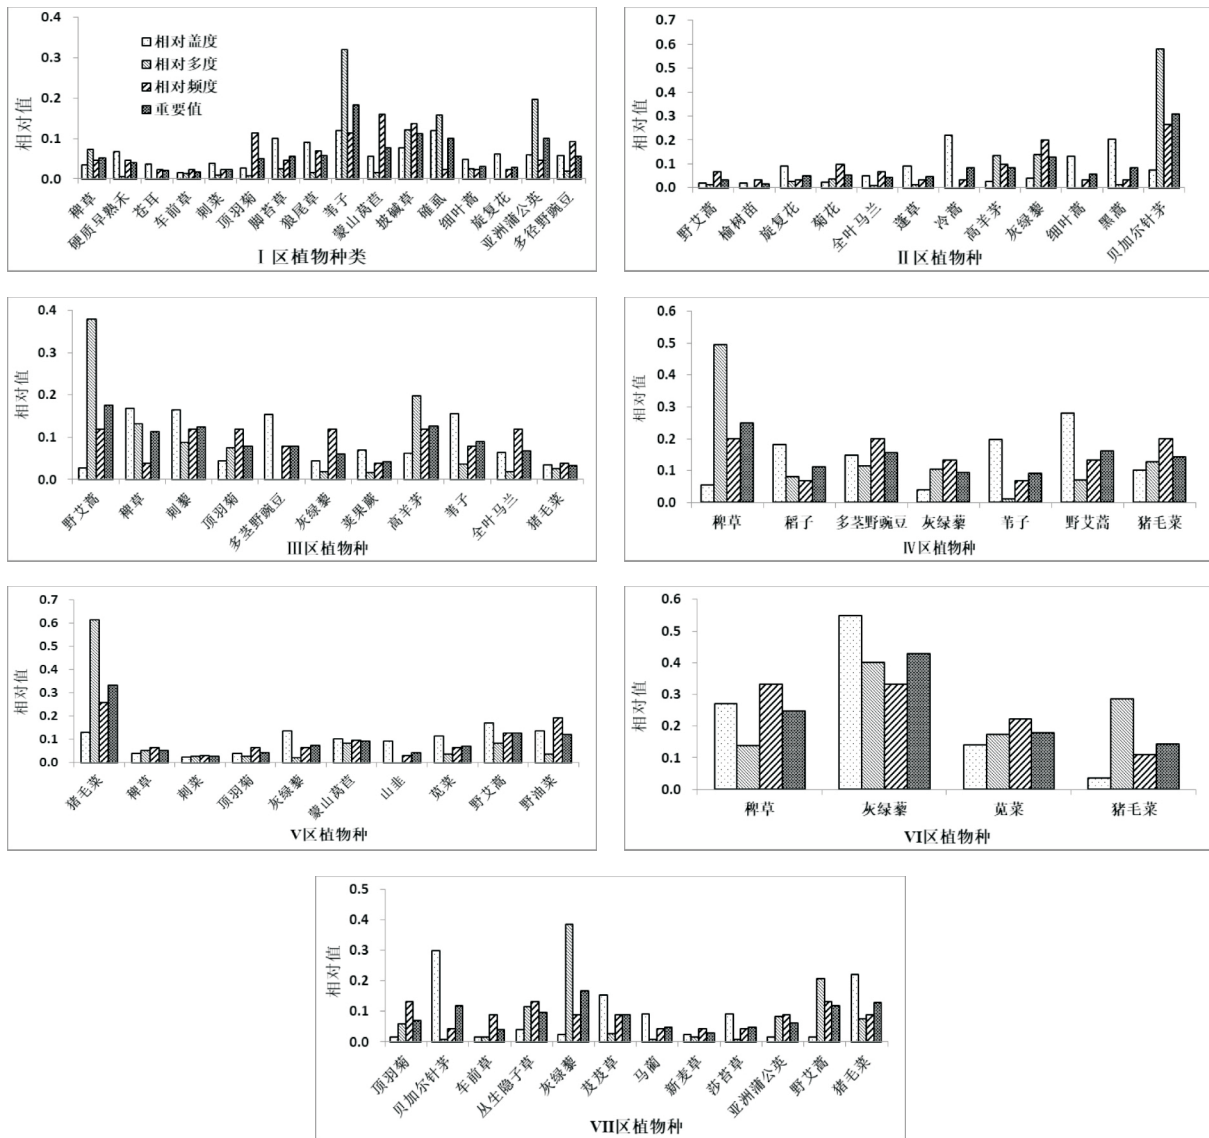 0.4
0.3
0.2
0.1
0.0
相对值
相对盖度
相对多度
相对频度
重要值
稗草
硬质早熟禾
苍耳
车前草
刺菜
顶羽菊
脚苔草
狼尾草
苇子
蒙山莴苣
披碱草
碓虱
细叶蒿
旋复花
亚洲蒲公英
多径野豌豆
Ⅰ区植物种类
0.7
0.6
0.5
0.4
0.3
0.2
0.1
0.0
相对值
野艾蒿
榆树苗
旋复花
菊花
全叶马兰
蓬草
冷蒿
高羊茅
灰绿藜
细叶蒿
黑蒿
贝加尔针茅
II区植物种
0.4
0.3
0.2
0.1
0.0
相对值
野艾蒿
稗草
刺藜
顶羽菊
多茎野豌豆
灰绿藜
荚果蕨
高羊茅
苇子
全叶马兰
猪毛菜
III区植物种
0.6
0.5
0.4
0.3
0.2
0.1
0.0
相对值
稗草 稻子 多茎野豌豆 灰绿藜 苇子 野艾蒿 猪毛菜
IV区植物种
0.7
0.6
0.5
0.4
0.3
0.2
0.1
0.0
相对值
猪毛菜
稗草
刺菜
顶羽菊
灰绿藜
蒙山莴苣
山韭
苋菜
野艾蒿
野油菜
V区植物种
0.6
0.5
0.4
0.3
0.2
0.1
0.0
相对值
稗草 灰绿藜 苋菜 猪毛菜
VI区植物种
0.5
0.4
0.3
0.2
0.1
0.0
相对值
顶羽菊
贝加尔针茅
车前草
丛生隐子草
灰绿藜
芨芨草
马蔺
新麦草
莎苔草
亚洲蒲公英
野艾蒿
猪毛菜
VII区植物种